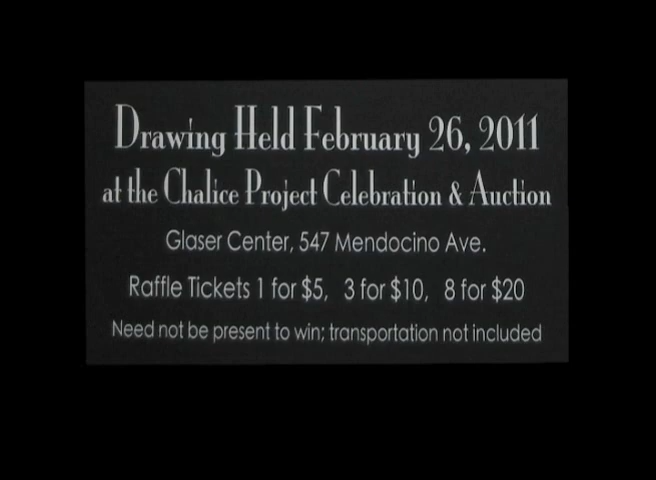 Drawing Held February 26, 2011
at the Chalice Project Celebration & Auction
Glaser Center, 547 Mendocino Ave.
Raffle Tickets 1 for $5, 3 for $10, 8 for $20
Need not be present to win; transportation not included